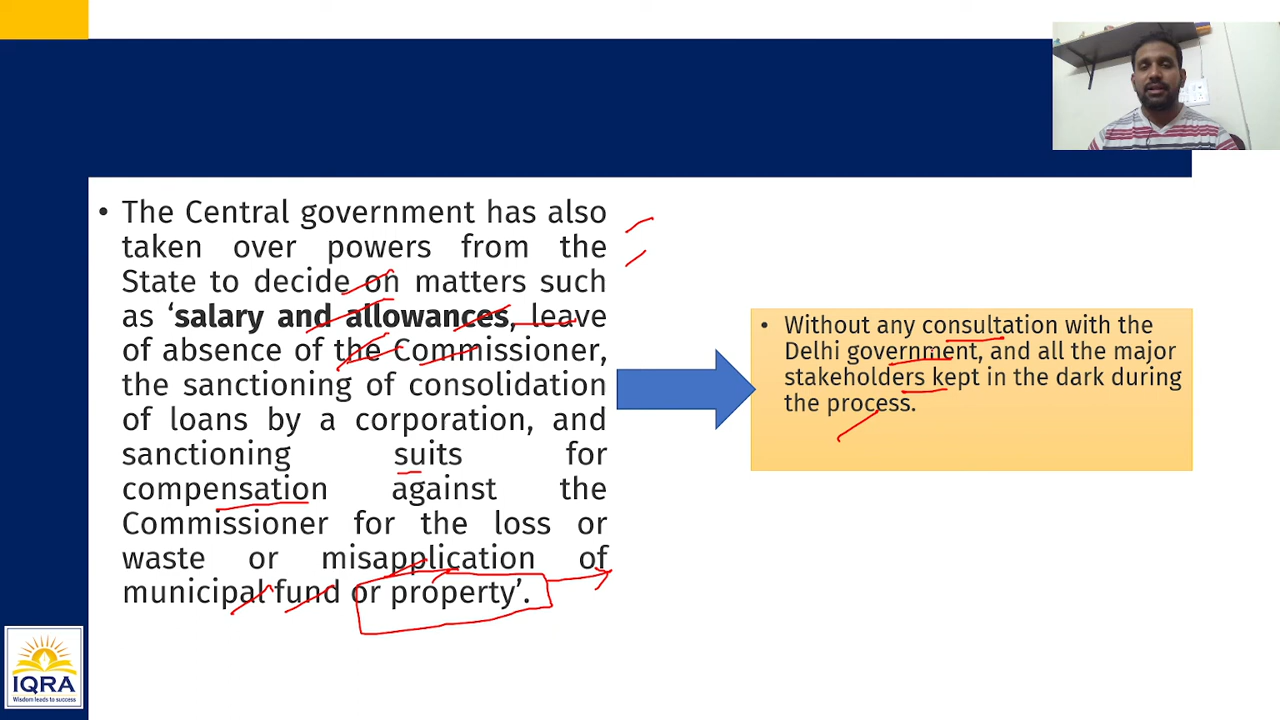 • The Central government has also
taken over powers from the
State to decide on matters such
as ‘salary and allowances, leave
of absence of the Commissioner,
the sanctioning of consolidation
of loans by a corporation, and
sanctioning suits for
compensation against the
Commissioner for the loss or
waste or misapplication of
municipal fund or property’.
• Without any consultation with the
Delhi government, and all the major
stakeholders kept in the dark during
the process.
IQRA
Wisdom leads to success